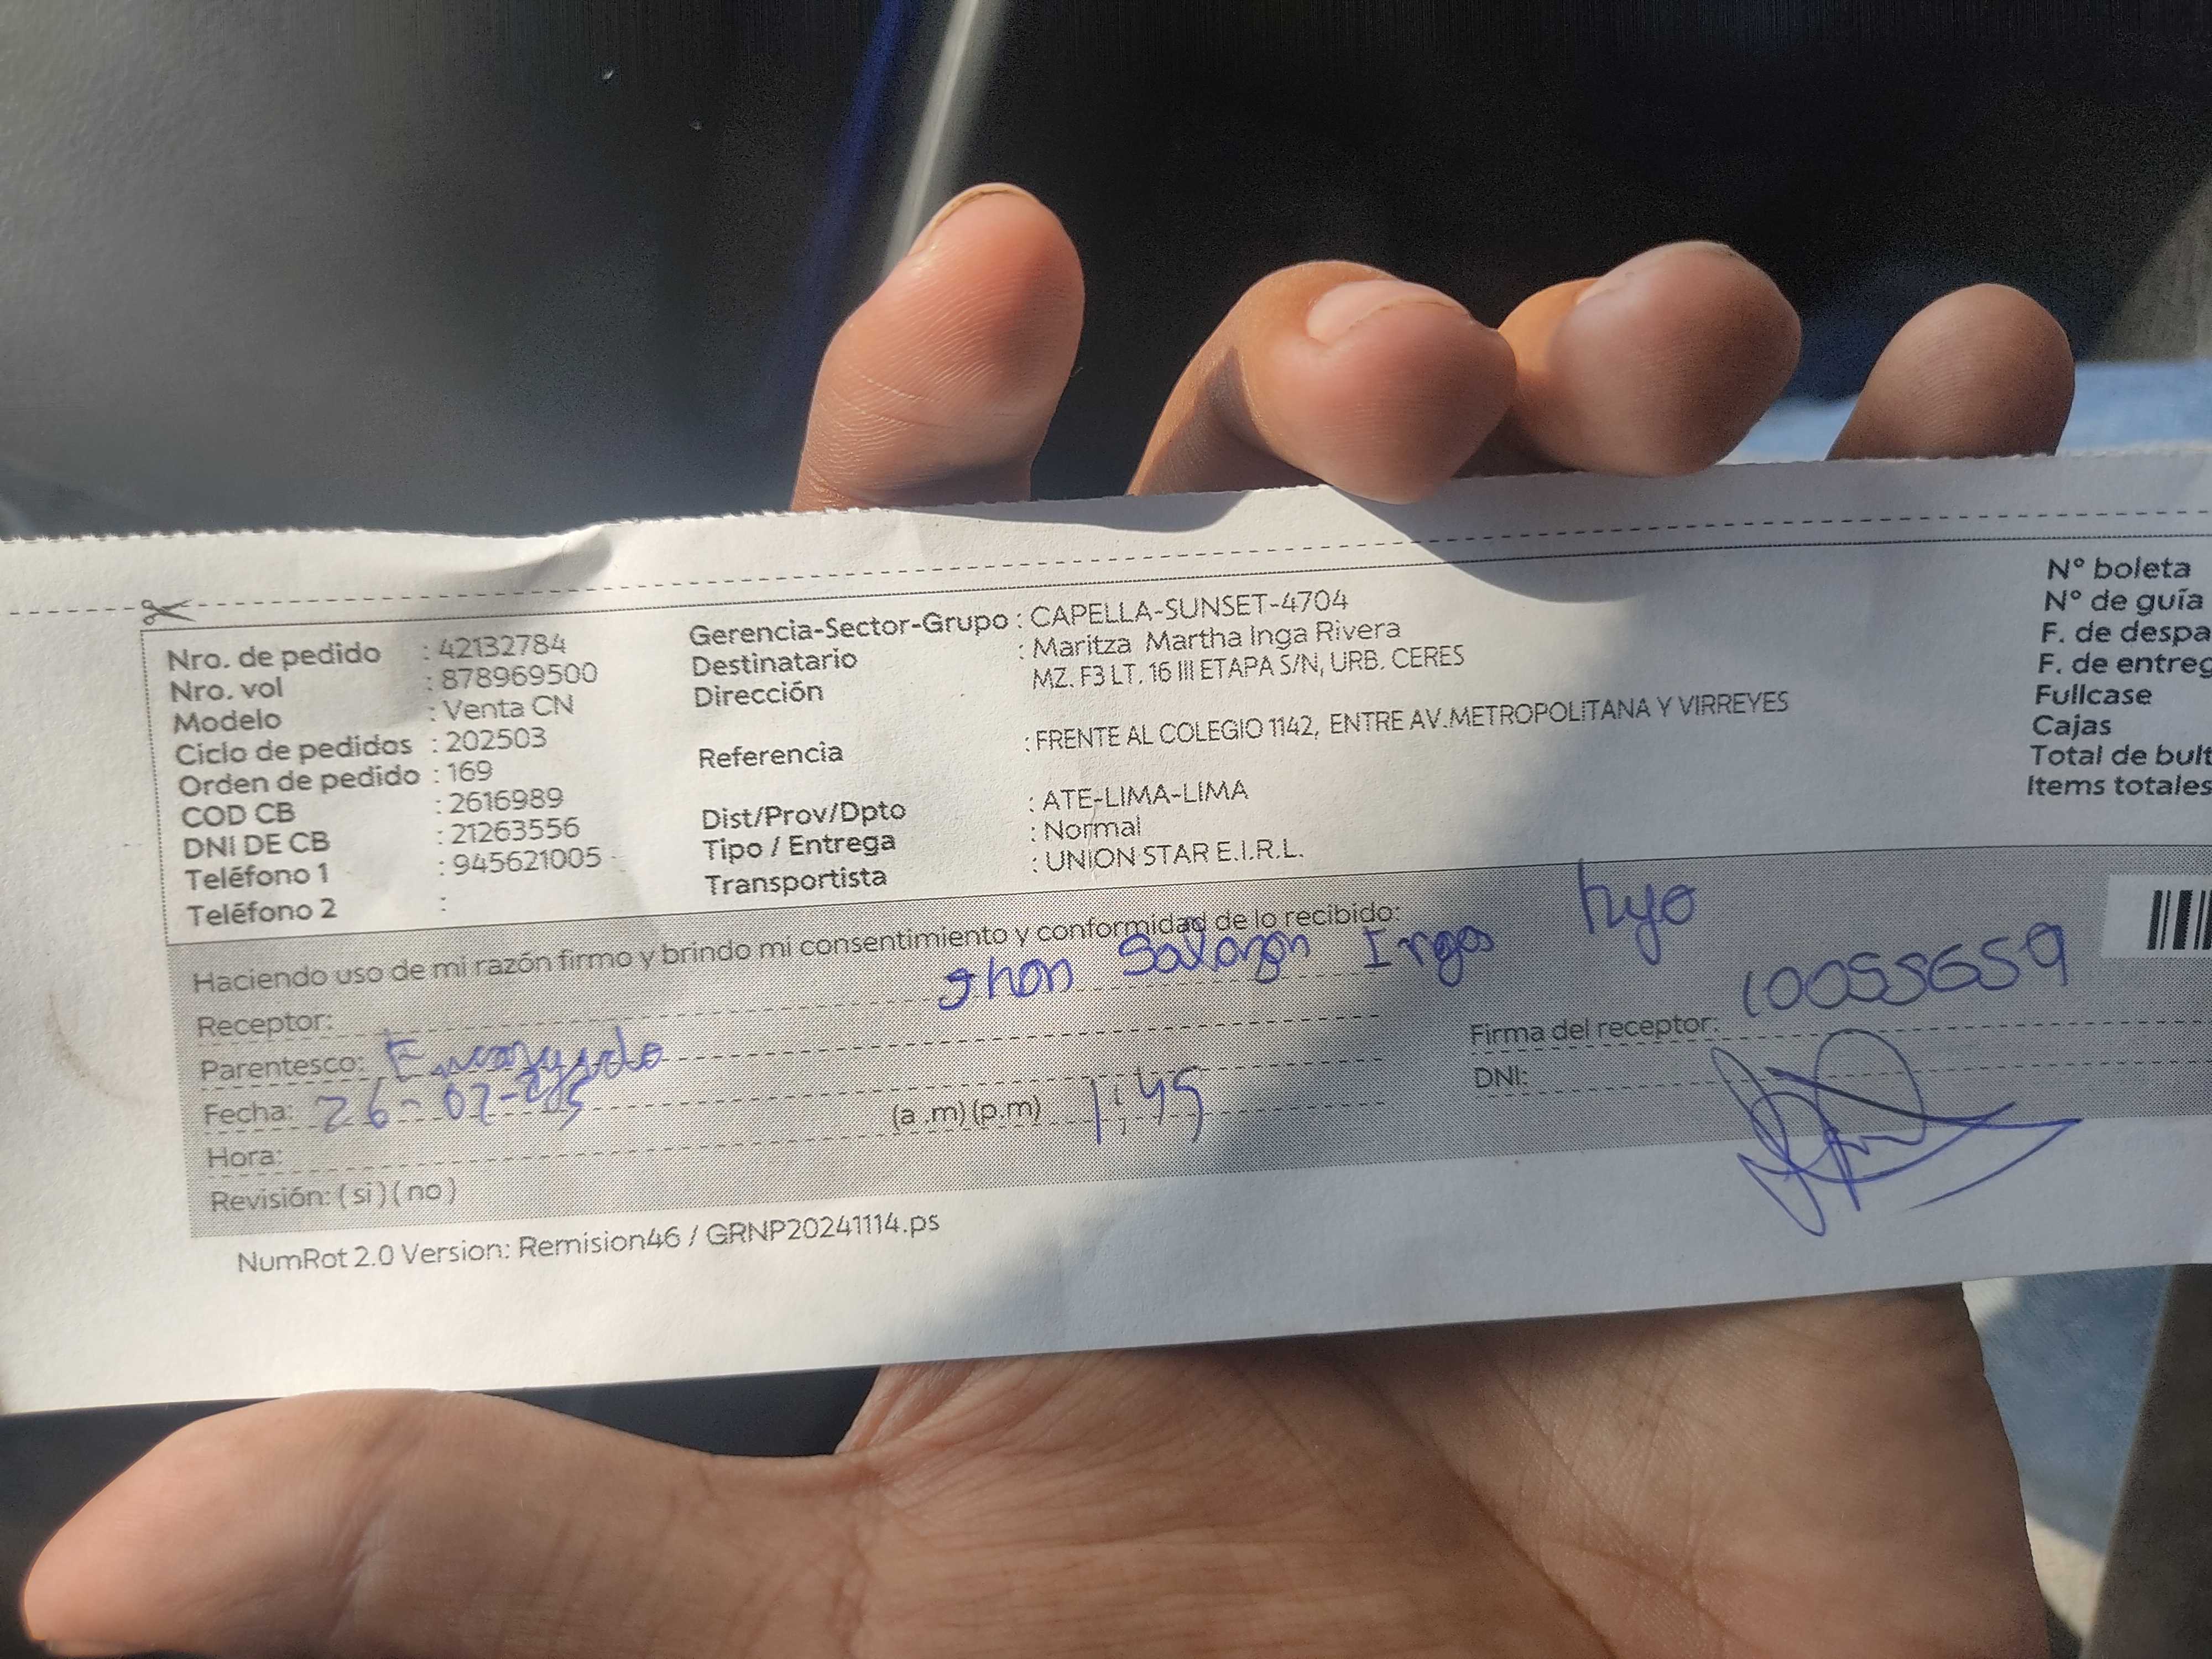 Nro. de pedido : 42132784
Nro. vol : 878969500
Modelo : Venta CN
Ciclo de pedidos : 202503
Orden de pedido : 169
COD CB : 2616989
DNI DE CB : 21263556
Teléfono 1 : 945621005
Teléfono 2 :
Gerencia-Sector-Grupo : CAPELLA-SUNSET-4704
Destinatario : Maritza Martha Inga Rivera
Dirección MZ. F3 LT. 16 III ETAPA S/N, URB. CERES
Referencia : FRENTE AL COLEGIO 1142, ENTRE AV.METROPOLITANA Y VIRREYES
Dist/Prov/Dpto : ATE-LIMA-LIMA
Tipo / Entrega : Normal
Transportista : UNION STAR E.I.R.L.
N° boleta
N° de guía
F. de despa
F. de entreg
Fullcase
Cajas
Total de bult
Items totales
Haciendo uso de mi razón firmo y brindo mi consentimiento y conformidad de lo recibido:
Receptor: Jhon Salazar Inga hyo
Parentesco: Encargado
Fecha: 26-02-25
Hora: (a .m) (p.m) 1:45
Revisión: ( si ) ( no )
Firma del receptor: 10055659
DNI:
NumRot 2.0 Version: Remision46 / GRNP20241114.ps